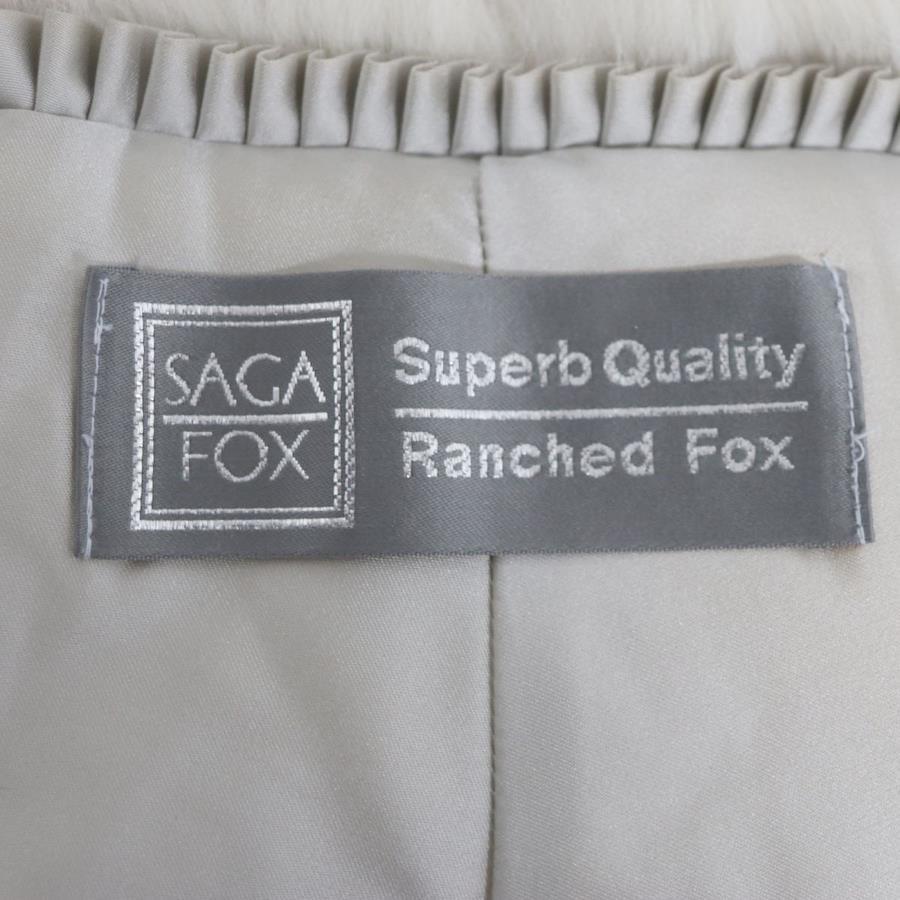 SAGA
FOX
Superb Quality
Ranched Fox